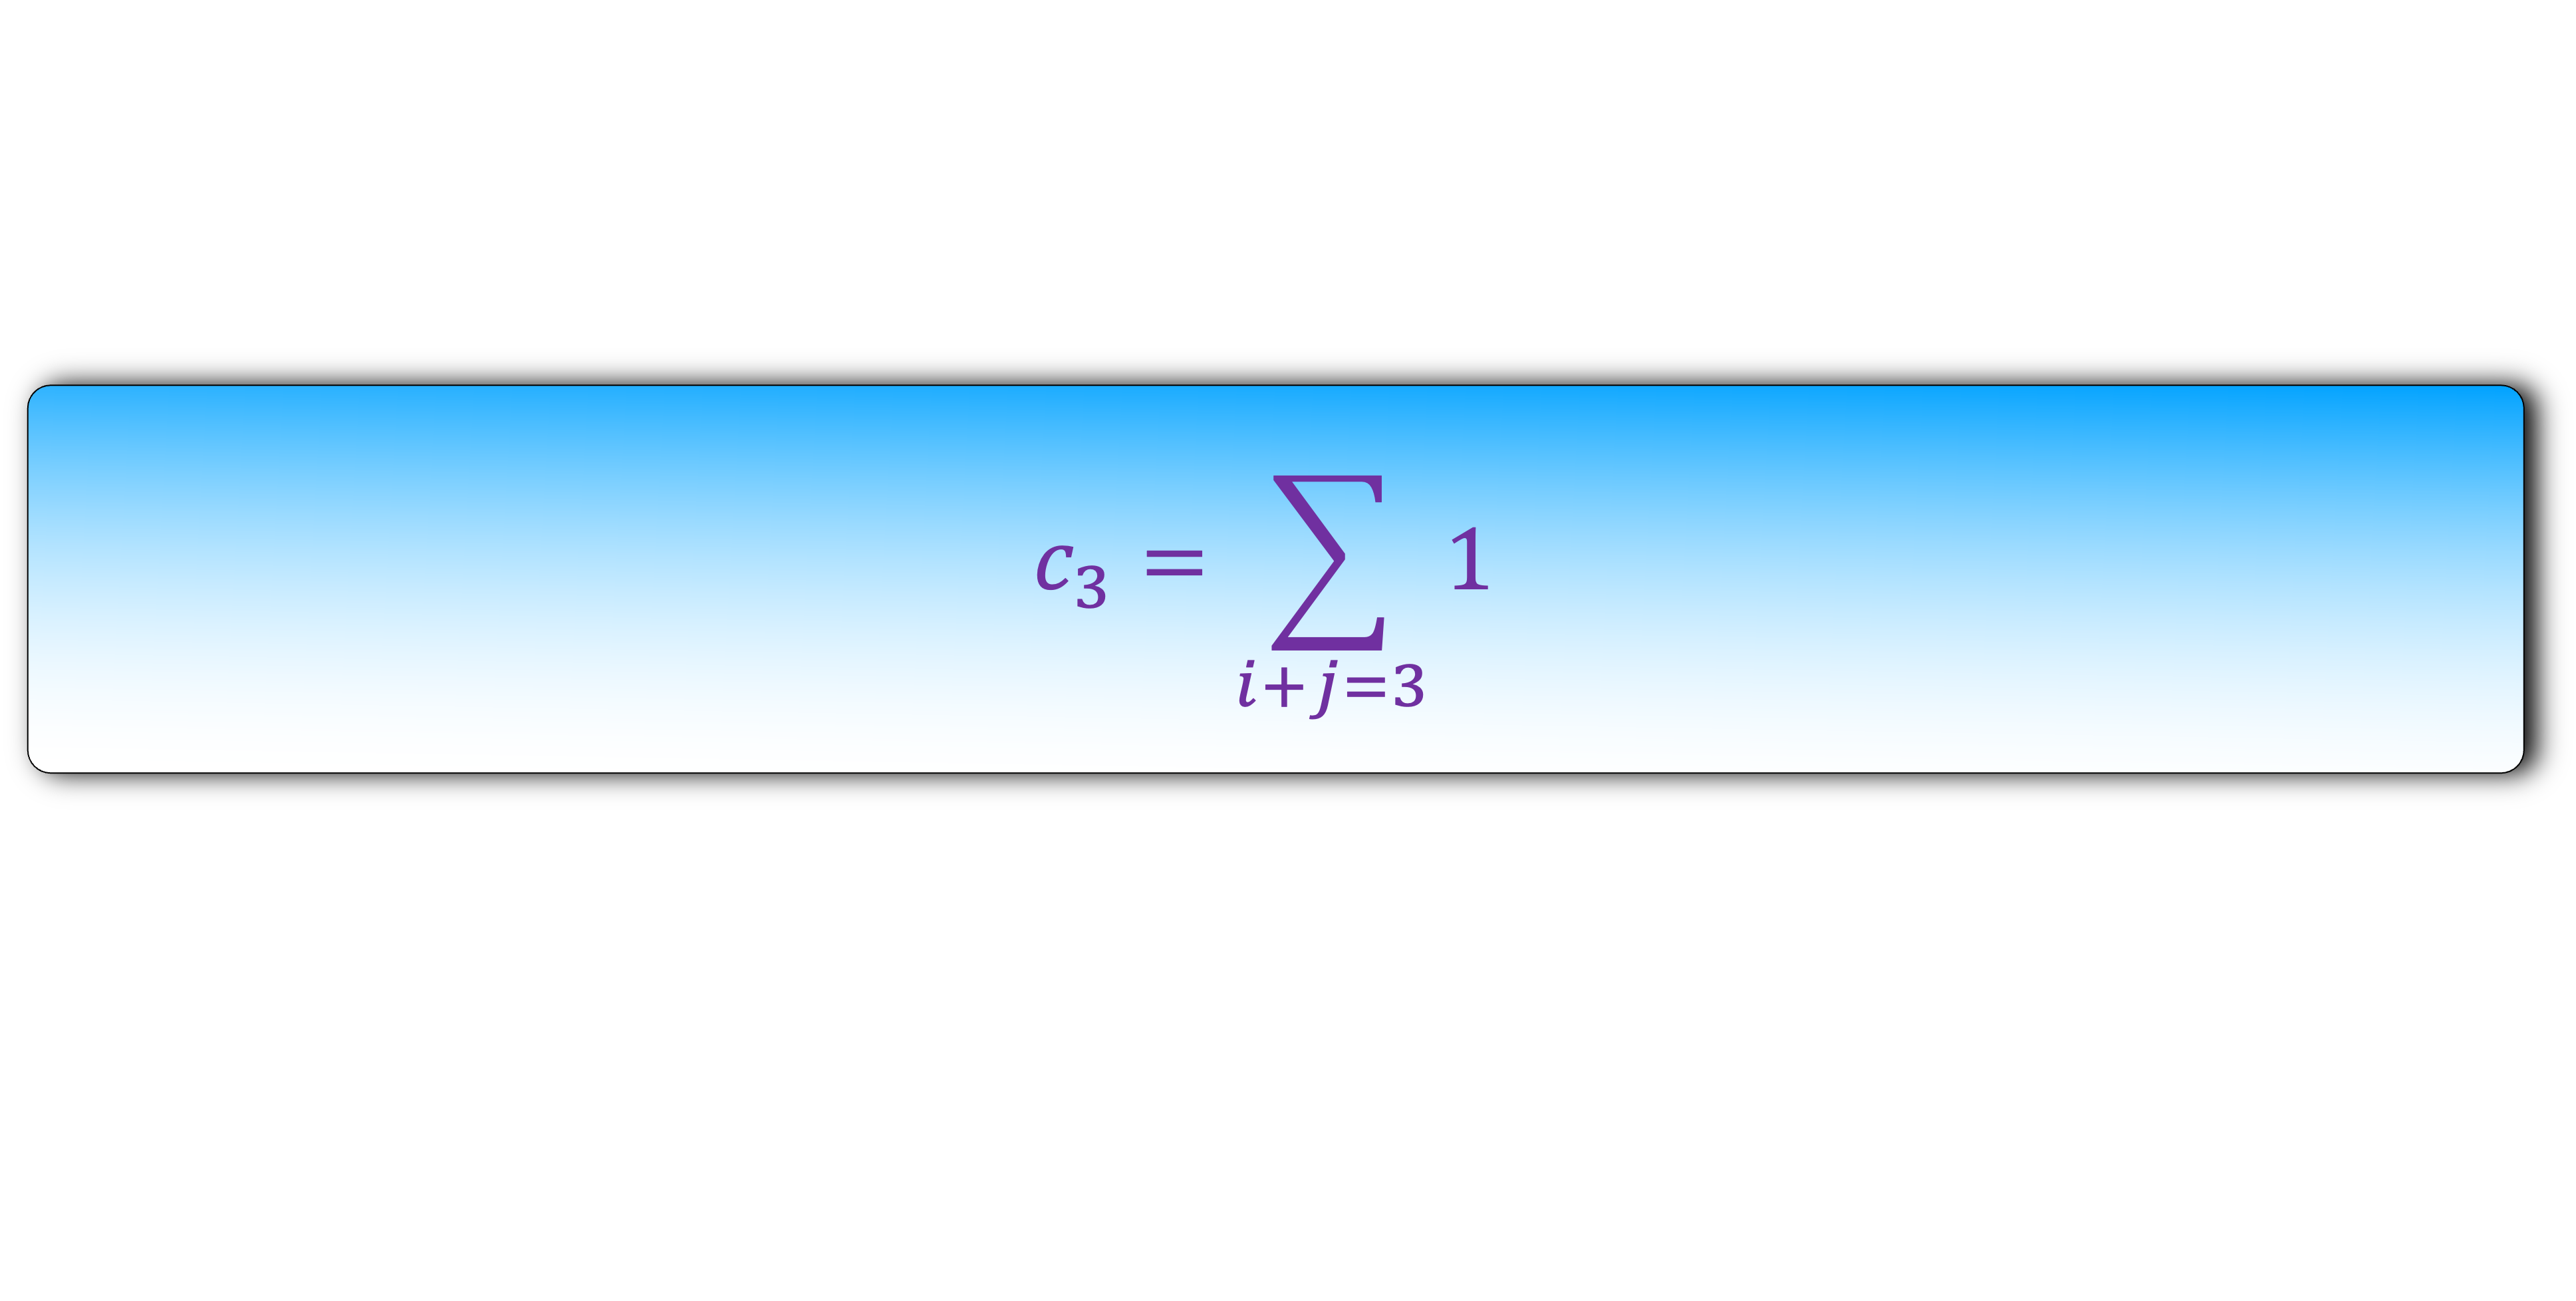 c₃ = ∑ 1
i+j=3